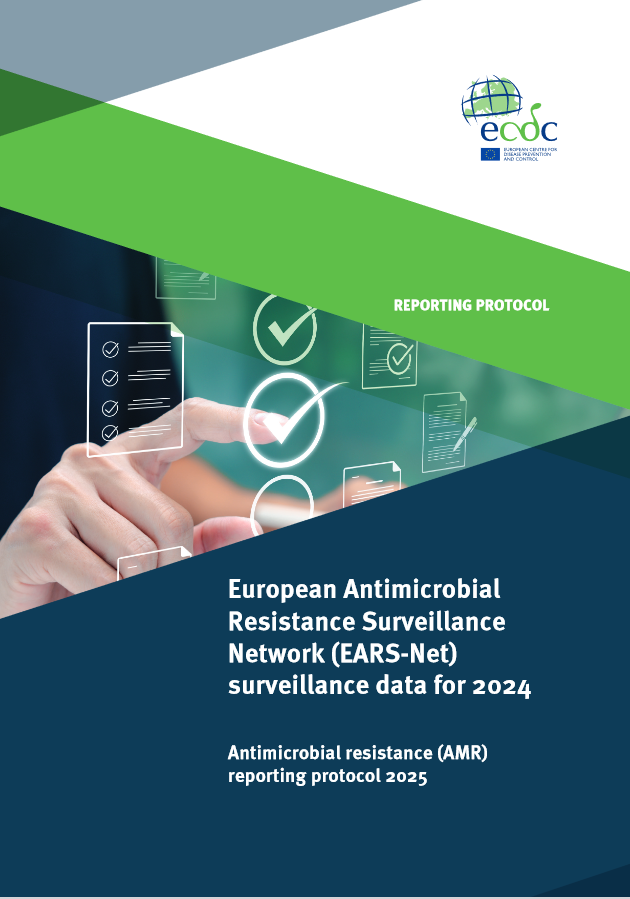 ecdc
EUROPEAN CENTRE FOR
DISEASE PREVENTION
AND CONTROL
REPORTING PROTOCOL
European Antimicrobial
Resistance Surveillance
Network (EARS-Net)
surveillance data for 2024
Antimicrobial resistance (AMR)
reporting protocol 2025